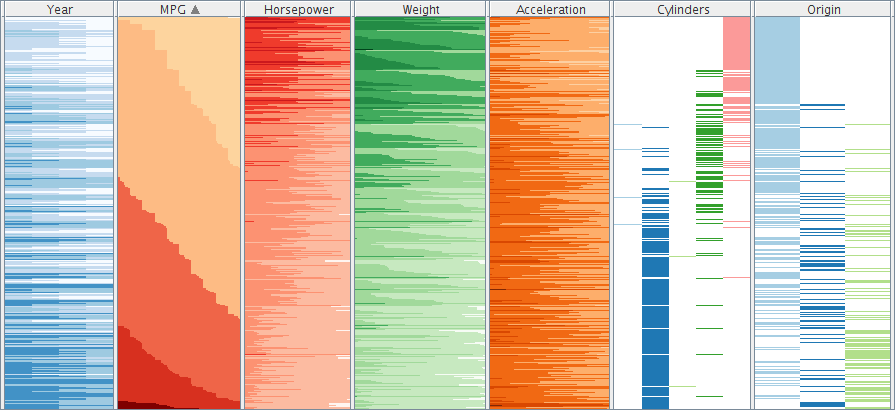 Year MPG ▲ Horsepower Weight Acceleration Cylinders Origin